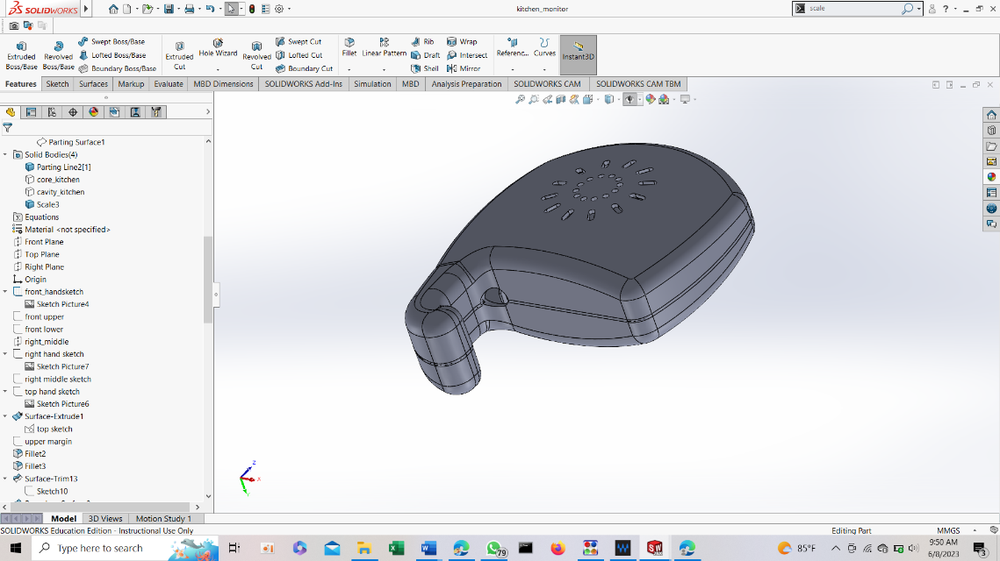 SOLIDWORKS
kitchen_monitor
scale
Extruded Boss/Base
Revolved Boss/Base
Swept Boss/Base
Lofted Boss/Base
Boundary Boss/Base
Extruded Cut
Hole Wizard
Revolved Cut
Swept Cut
Lofted Cut
Boundary Cut
Fillet
Linear Pattern
Rib
Draft
Shell
Wrap
Intersect
Mirror
Referenc...
Curves
Instant3D
Features
Sketch
Surfaces
Markup
Evaluate
MBD Dimensions
SOLIDWORKS Add-Ins
Simulation
MBD
Analysis Preparation
SOLIDWORKS CAM
SOLIDWORKS CAM TBM
Parting Surface1
Solid Bodies(4)
Parting Line2[1]
core_kitchen
cavity_kitchen
Scale3
Equations
Material <not specified>
Front Plane
Top Plane
Right Plane
Origin
front_handsketch
Sketch Picture4
front upper
front lower
right_middle
right hand sketch
Sketch Picture7
right middle sketch
top hand sketch
Sketch Picture6
Surface-Extrude1
top sketch
upper margin
Fillet2
Fillet3
Surface-Trim13
Sketch10
Z
X
Y
Model
3D Views
Motion Study 1
SOLIDWORKS Education Edition - Instructional Use Only
Editing Part
MMGS
Type here to search
79
85°F
9:50 AM
6/8/2023
3